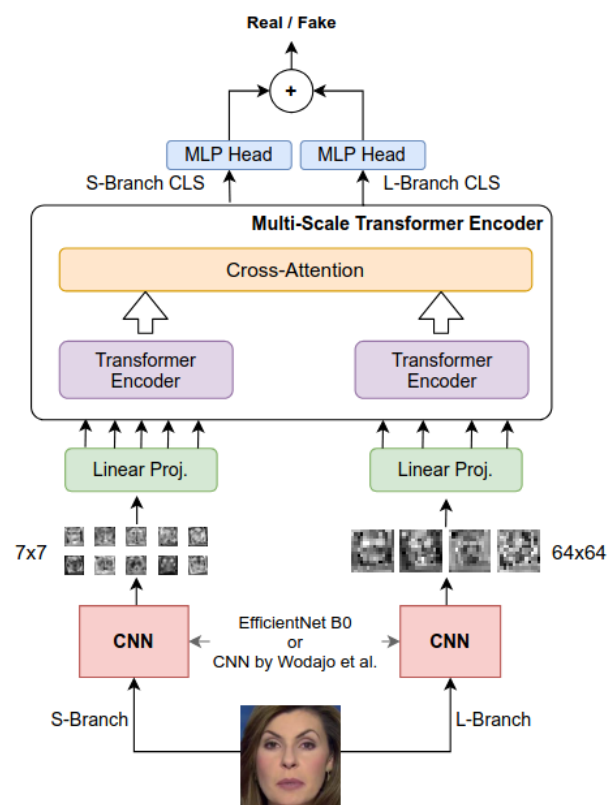 Real / Fake
+
MLP Head
MLP Head
S-Branch CLS
L-Branch CLS
Multi-Scale Transformer Encoder
Cross-Attention
Transformer
Encoder
Transformer
Encoder
Linear Proj.
Linear Proj.
7x7
64x64
CNN
EfficientNet B0
or
CNN by Wodajo et al.
CNN
S-Branch
L-Branch